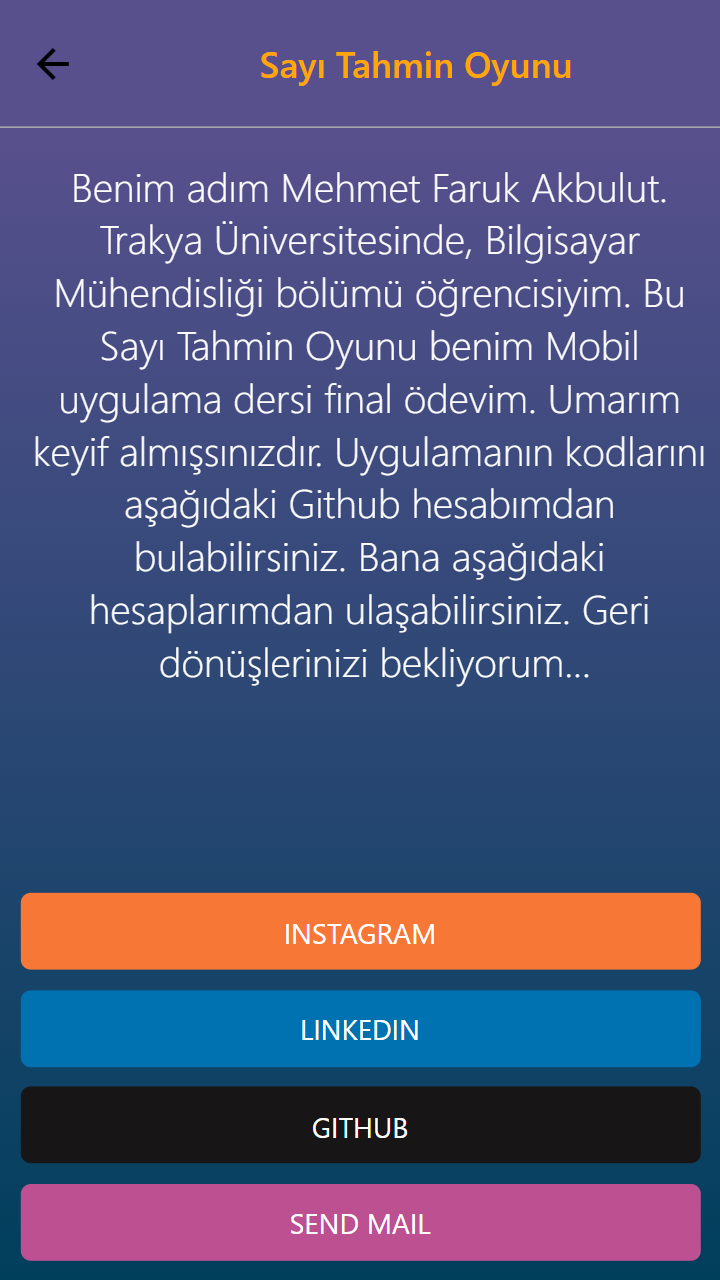 Sayı Tahmin Oyunu
Benim adım Mehmet Faruk Akbulut.
Trakya Üniversitesinde, Bilgisayar
Mühendisliği bölümü öğrencisiyim. Bu
Sayı Tahmin Oyunu benim Mobil
uygulama dersi final ödevim. Umarım
keyif almışsınızdır. Uygulamanın kodlarını
aşağıdaki Github hesabımdan
bulabilirsiniz. Bana aşağıdaki
hesaplarımdan ulaşabilirsiniz. Geri
dönüşlerinizi bekliyorum...
INSTAGRAM
LINKEDIN
GITHUB
SEND MAIL